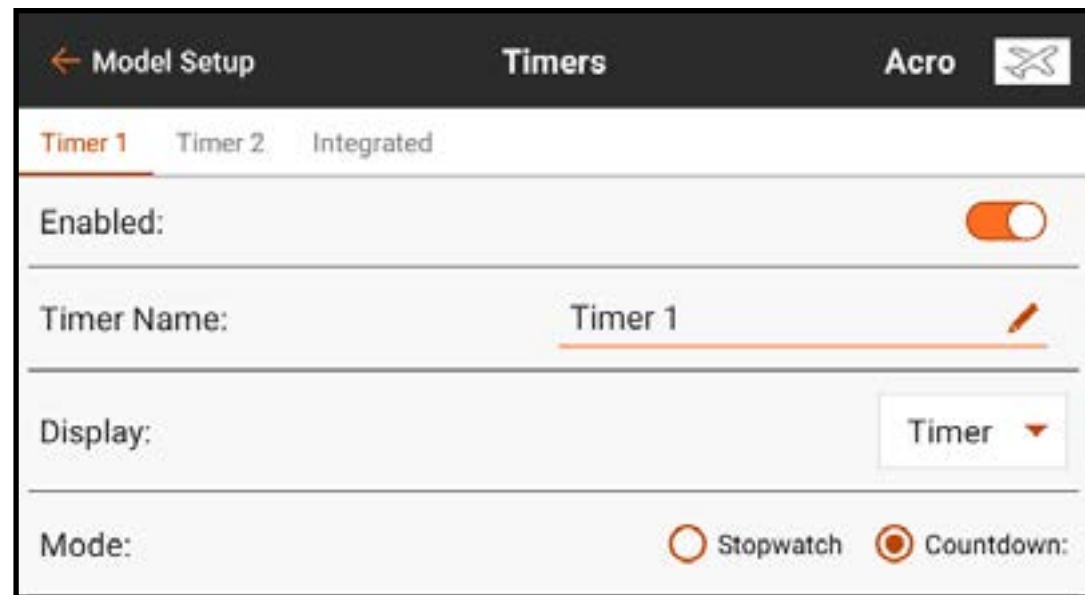 Model Setup Timers Acro
Timer 1 Timer 2 Integrated
Enabled:
Timer Name: Timer 1
Display: Timer
Mode: Stopwatch Countdown: